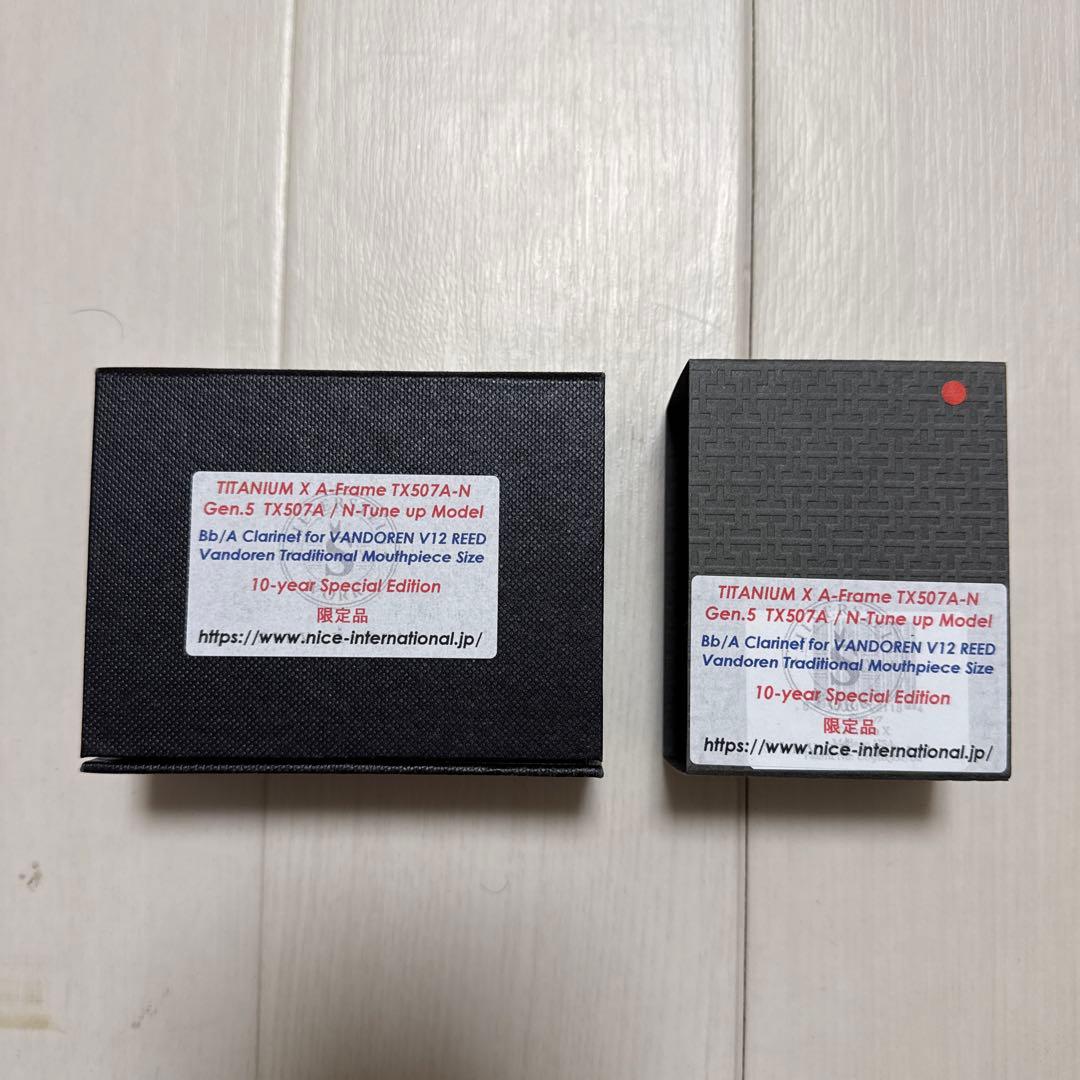 TITANIUM X A-Frame TX507A-N
Gen.5 TX507A / N-Tune up Model
Bb/A Clarinet for VANDOREN V12 REED
Vandoren Traditional Mouthpiece Size
10-year Special Edition
限定品
https://www.nice-international.jp/
TITANIUM X A-Frame TX507A-N
Gen.5 TX507A / N-Tune up Model
Bb/A Clarinet for VANDOREN V12 REED
Vandoren Traditional Mouthpiece Size
10-year Special Edition
限定品
https://www.nice-international.jp/